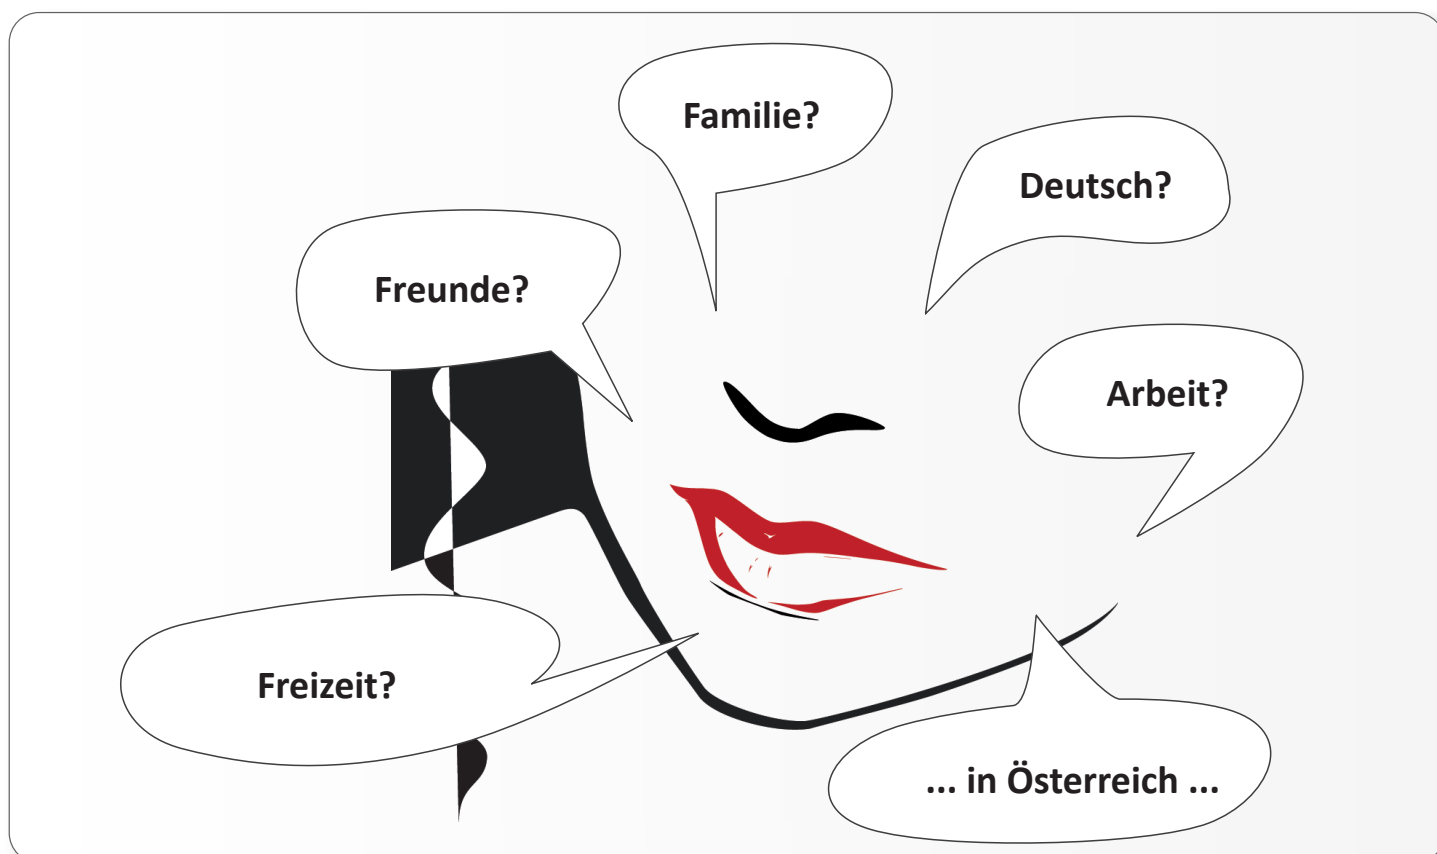 Familie?
Deutsch?
Freunde?
Arbeit?
Freizeit?
... in Österreich ...